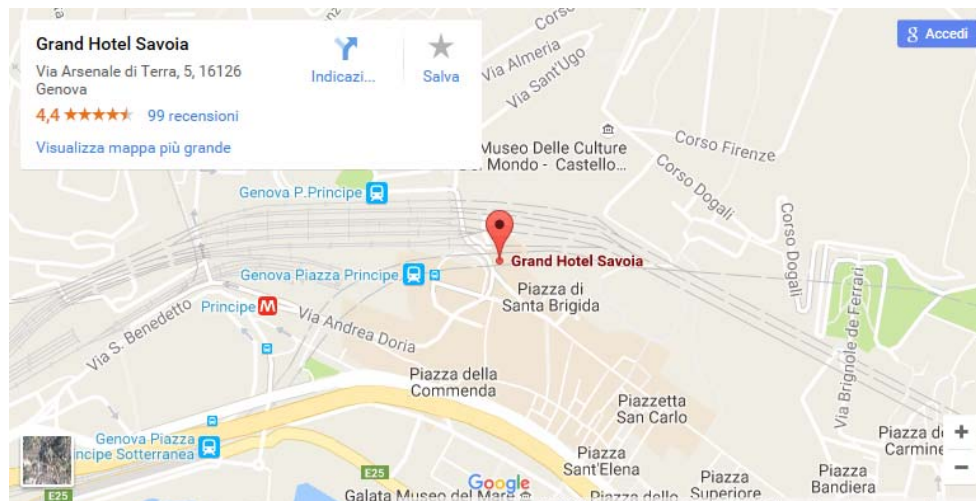 Grand Hotel Savoia
Via Arsenale di Terra, 5, 16126
Genova
4,4
99 recensioni
Visualizza mappa più grande
Indicazi...
Salva
Accedi
Via Almeria
Via Sant'Ugo
Museo Delle Culture
Mondo - Castello...
Corso Firenze
Corso Dogali
Corso Dogali
Genova P.Principe
Grand Hotel Savoia
Genova Piazza Principe
Piazza di
Santa Brigida
Principe M
Via Andrea Doria
Via S. Benedetto
Via Brignole de Ferrari
Piazza della
Commenda
Piazzetta
San Carlo
Genova Piazza
ncipe Sotterranea
Piazza
Sant'Elena
Piazza
Superiore
Piazza
Bandiera
Carmine
E25
E25
Google
Galata Museo del Mare
Piazza dello